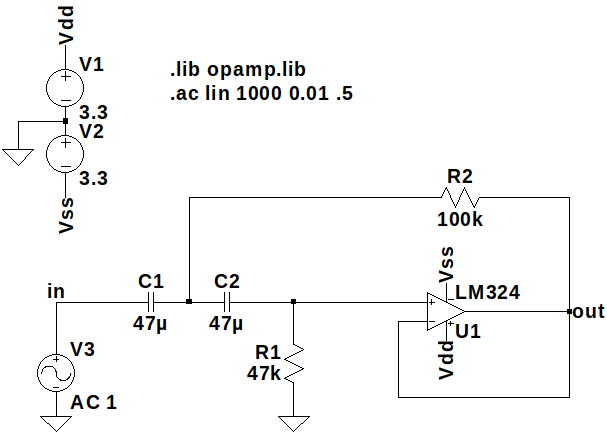 Vdd
V1
3.3
V2
3.3
Vss
.lib opamp.lib
.ac lin 1000 0.01 .5
R2
100k
in
C1
47µ
C2
47µ
Vss
LM324
out
U1
Vdd
R1
47k
V3
AC 1